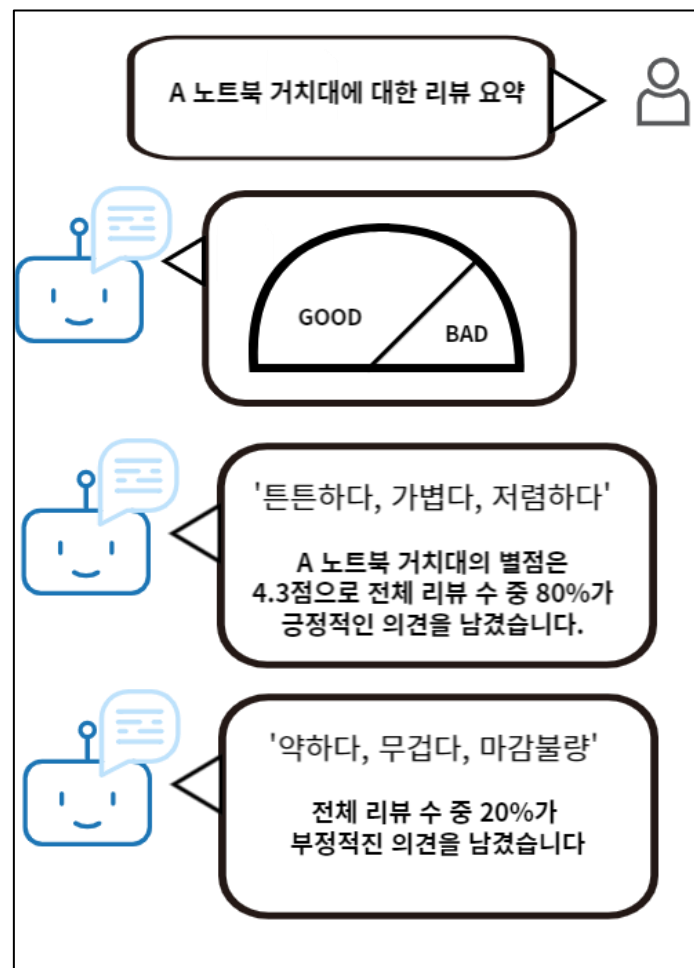 A 노트북 거치대에 대한 리뷰 요약
GOOD
BAD
'튼튼하다, 가볍다, 저렴하다'
A 노트북 거치대의 별점은
4.3점으로 전체 리뷰 수 중 80%가
긍정적인 의견을 남겼습니다.
'약하다, 무겁다, 마감불량'
전체 리뷰 수 중 20%가
부정적진 의견을 남겼습니다